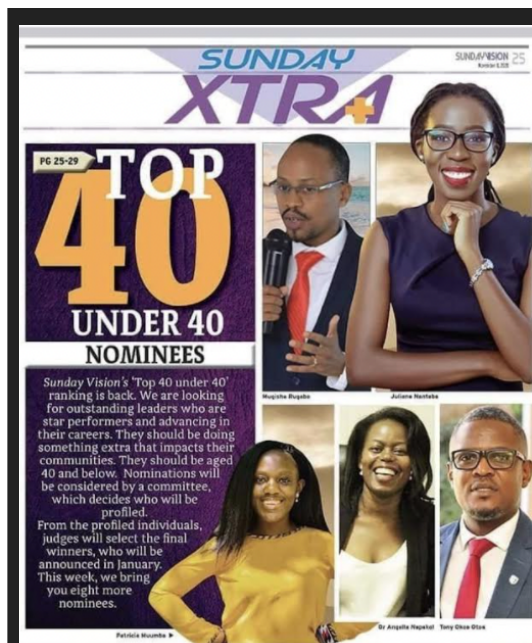 SUNDAY
XTRA
SUNDAY VISION
25
PG 25-29
TOP
40
UNDER 40
NOMINEES
Sunday Vision's 'Top 40 under 40'
ranking is back. We are looking
for outstanding leaders who are
star performers and advancing in
their careers. They should be doing
something extra that impacts their
communities. They should be aged
40 and below. Nominations will
be considered by a committee,
which decides who will be
profiled.
From the profiled individuals,
judges will select the final
winners, who will be
announced in January.
This week, we bring
you eight more
nominees.
Mugisha Rugaba
Juliana Nantaba
Patricia
Dr Angella
Tony